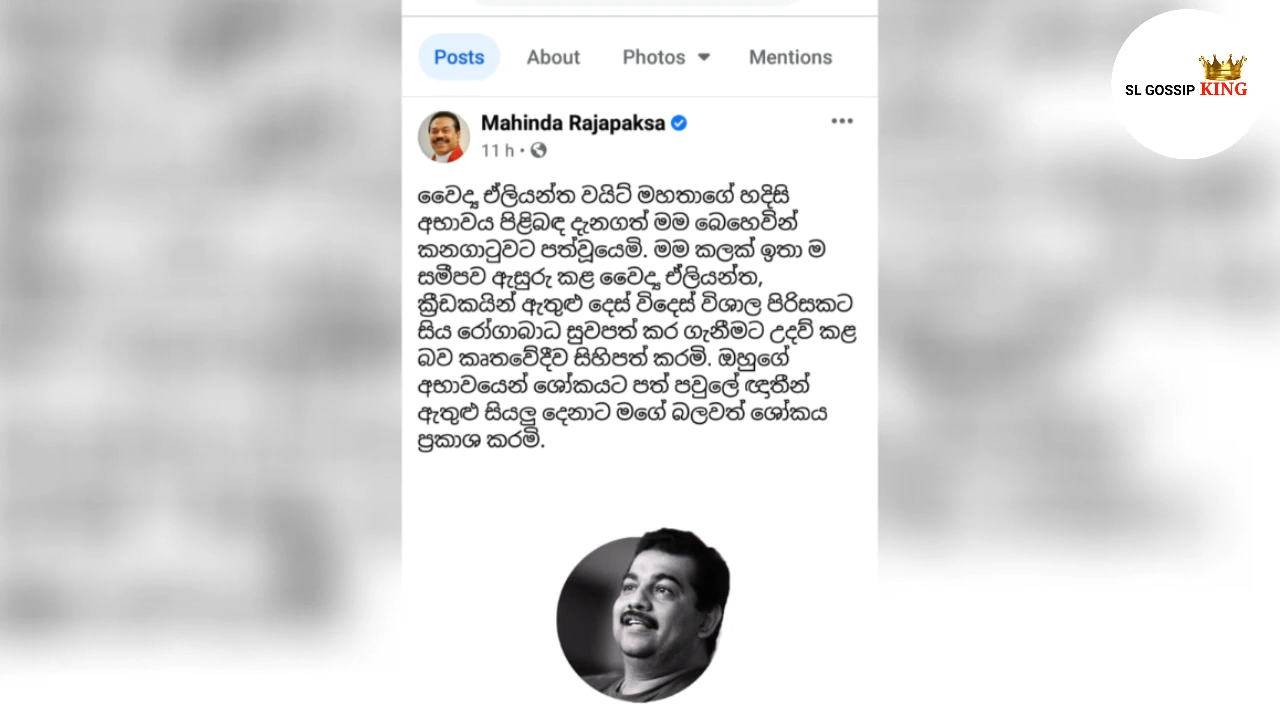 Posts About Photos Mentions
SL GOSSIP KING
Mahinda Rajapaksa
11 h
වෛද්‍ය ඒලියන්ත වයිට් මහතාගේ හදිසි
අභාවය පිළිබඳ දැනගත් මම බෙහෙවින්
කනගාටුවට පත්වූයෙමි. මම කලක් ඉතා ම
සමීපව ඇසුරු කළ වෛද්‍ය ඒලියන්ත,
ක්‍රීඩකයින් ඇතුළු දෙස් විදෙස් විශාල පිරිසකට
සිය රෝගාබාධ සුවපත් කර ගැනීමට උදව් කළ
බව කෘතවේදීව සිහිපත් කරමි. ඔහුගේ
අභාවයෙන් ශෝකයට පත් පවුලේ ඥාතීන්
ඇතුළු සියලු දෙනාට මගේ බලවත් ශෝකය
ප්‍රකාශ කරමි.